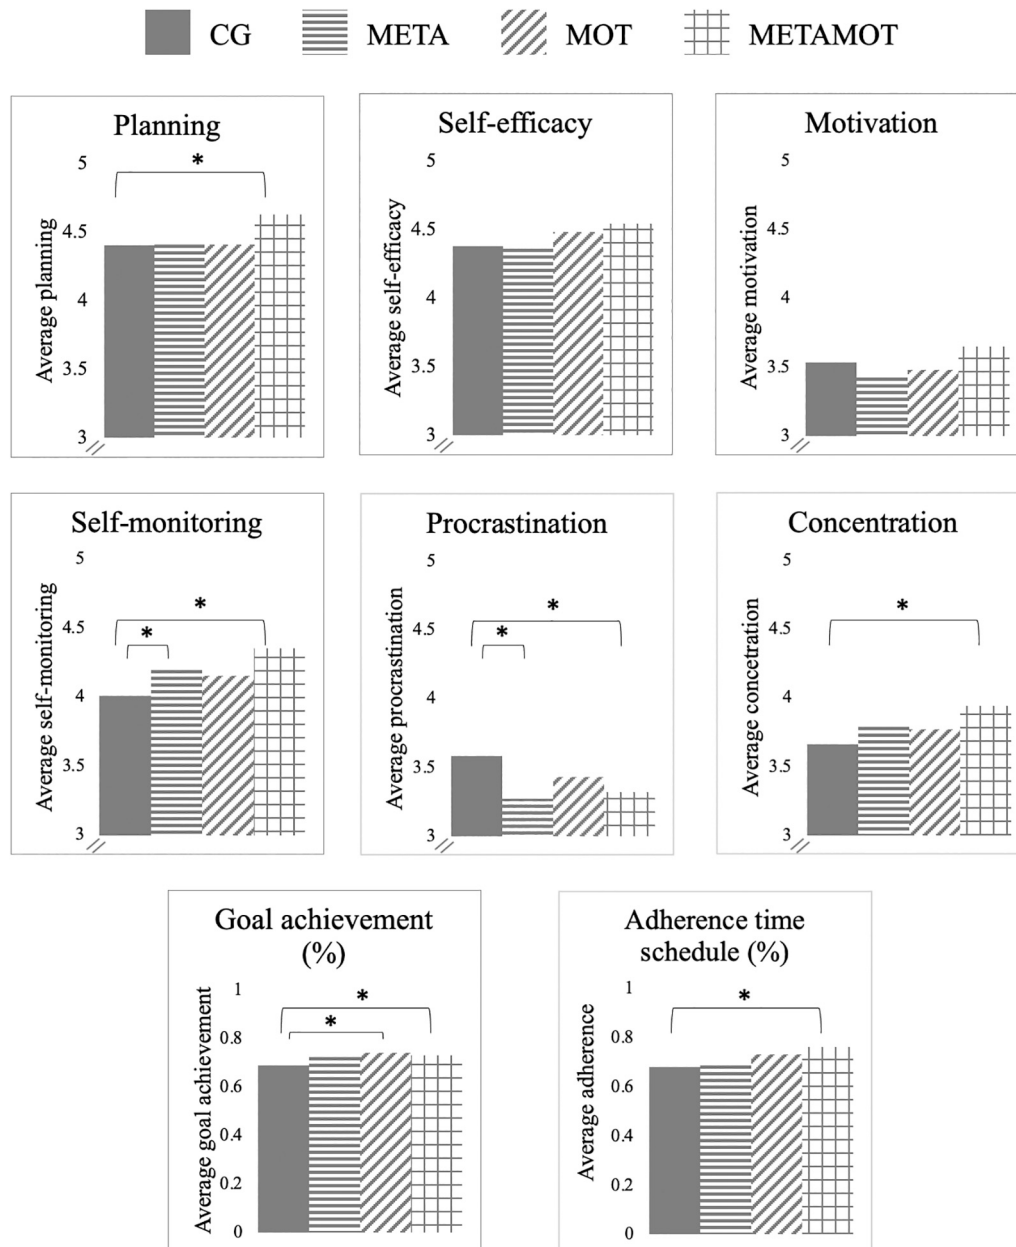 CG META MOT METAMOT
Planning
*
Average planning
5
4.5
4
3.5
3
Self-efficacy
Average self-efficacy
5
4.5
4
3.5
3
Motivation
Average motivation
5
4.5
4
3.5
3
Self-monitoring
*
*
Average self-monitoring
5
4.5
4
3.5
3
Procrastination
*
*
Average procrastination
5
4.5
4
3.5
3
Concentration
*
Average concetration
5
4.5
4
3.5
3
Goal achievement
(%)
*
*
Average goal achievement
1
0.8
0.6
0.4
0.2
0
Adherence time
schedule (%)
*
Average adherence
1
0.8
0.6
0.4
0.2
0